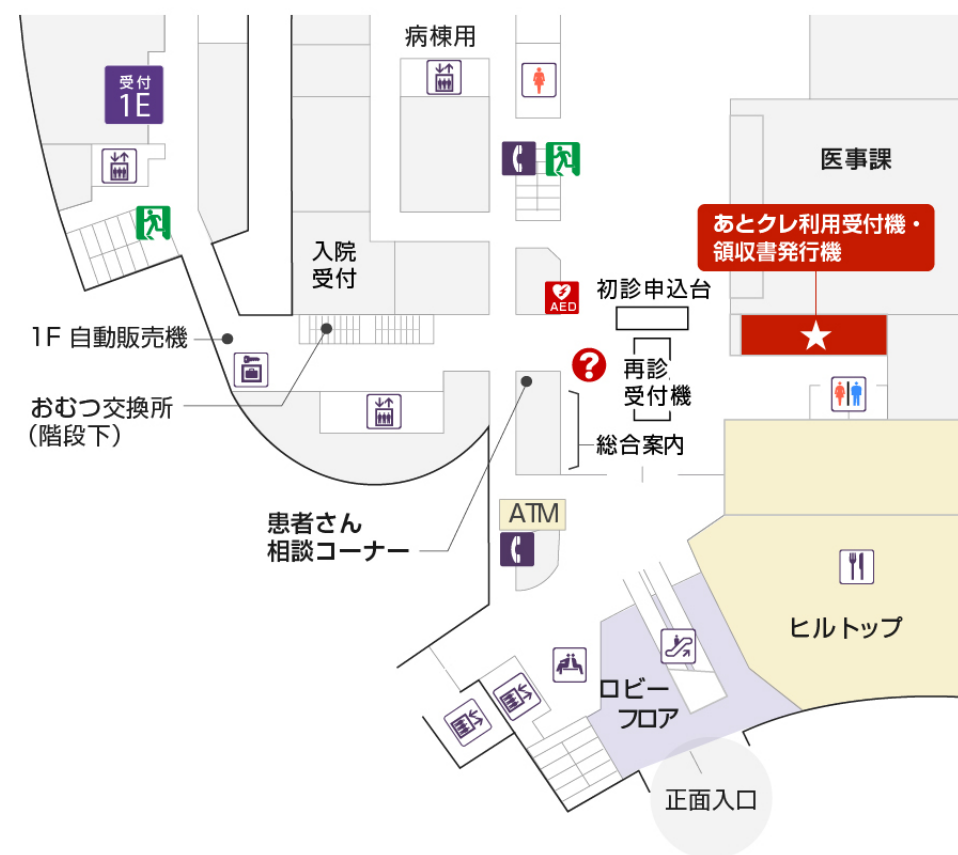 病棟用
受付
1E
医事課
あとクレ利用受付機・
領収書発行機
入院
受付
AED
初診申込台
1F 自動販売機
?
再診
受付機
おむつ交換所
（階段下）
総合案内
ATM
患者さん
相談コーナー
ヒルトップ
ロビー
フロア
正面入口